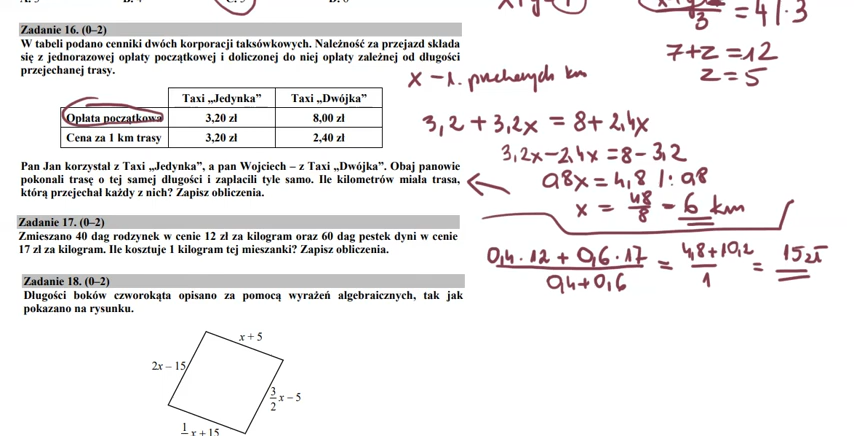 Zadanie 16. (0–2)
W tabeli podano cenniki dwóch korporacji taksówkowych. Należność za przejazd składa
się z jednorazowej opłaty początkowej i doliczonej do niej opłaty zależnej od długości
przejechanej trasy.
Taxi „Jedynka” Taxi „Dwójka”
Opłata początkowa 3,20 zł 8,00 zł
Cena za 1 km trasy 3,20 zł 2,40 zł
Pan Jan korzystał z Taxi „Jedynka”, a pan Wojciech – z Taxi „Dwójka”. Obaj panowie
pokonali trasę o tej samej długości i zapłacili tyle samo. Ile kilometrów miała trasa,
którą przejechał każdy z nich? Zapisz obliczenia.
Zadanie 17. (0–2)
Zmieszano 40 dag rodzynek w cenie 12 zł za kilogram oraz 60 dag pestek dyni w cenie
17 zł za kilogram. Ile kosztuje 1 kilogram tej mieszanki? Zapisz obliczenia.
Zadanie 18. (0–2)
Długości boków czworokąta opisano za pomocą wyrażeń algebraicznych, tak jak
pokazano na rysunku.
x + 5
2x – 15
3/2 x – 5
1 x + 15
3 = 4 | · 3
7 + z = 12
z = 5
x – l. km
3,2 + 3,2x = 8 + 2,4x
3,2x – 2,4x = 8 – 3,2
0,8x = 4,8 | : 0,8
x = 48/8 = 6 km
0,4 · 12 + 0,6 · 17 / 0,4 + 0,6 = 4,8 + 10,2 / 1 = 15 zł